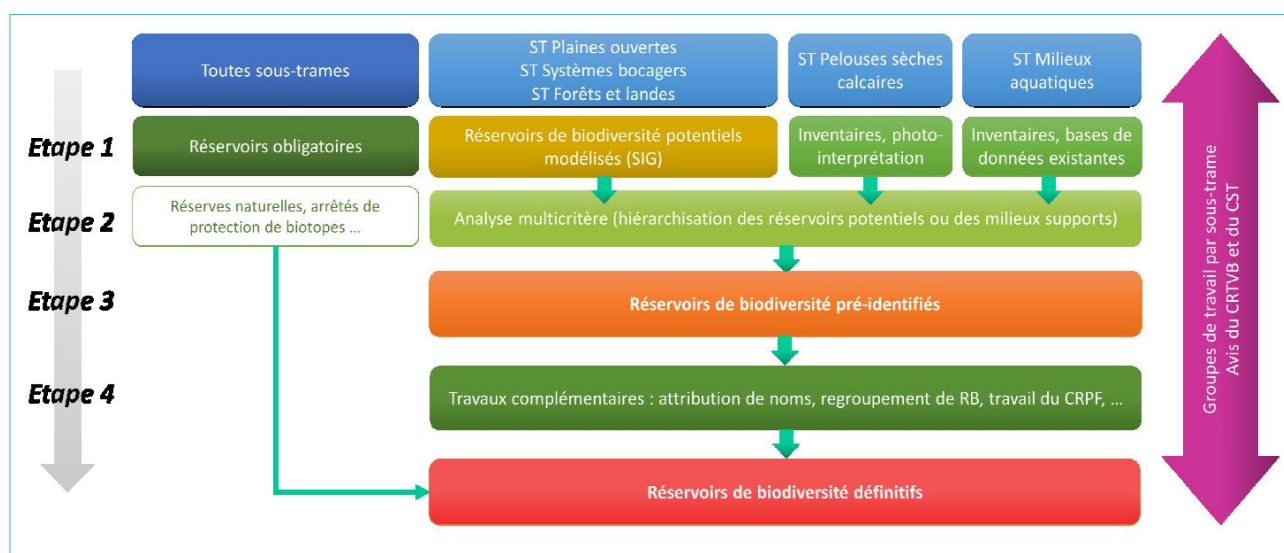 Toutes sous-trames
ST Plaines ouvertes
ST Systèmes bocagers
ST Forêts et landes
ST Pelouses sèches
calcaires
ST Milieux
aquatiques
Etape 1
Réservoirs obligatoires
Réservoirs de biodiversité potentiels
modélisés (SIG)
Inventaires, photo-
interprétation
Inventaires, bases de
données existantes
Etape 2
Réserves naturelles, arrêtés de
protection de biotopes ...
Analyse multicritère (hiérarchisation des réservoirs potentiels ou des milieux supports)
Etape 3
Réservoirs de biodiversité pré-identifiés
Etape 4
Travaux complémentaires : attribution de noms, regroupement de RB, travail du CRPF, ...
Réservoirs de biodiversité définitifs
Groupes de travail par sous-trame
Avis du CRTVB et du CST